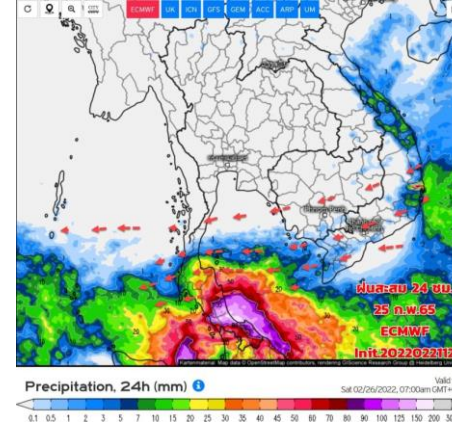 ECMWF UK ICN GFS GEM ACC ARP UM
Phnom Penh
ฝนสะสม 24 ชม.
25 ก.พ.65
ECMWF
Init.2022022112
Precipitation, 24h (mm)
Valid
Sat 02/26/2022, 07:00am GMT+
0.1 0.5 1 2 3 5 7 10 15 20 25 30 35 40 45 50 60 70 80 90 100 125 150 200 30